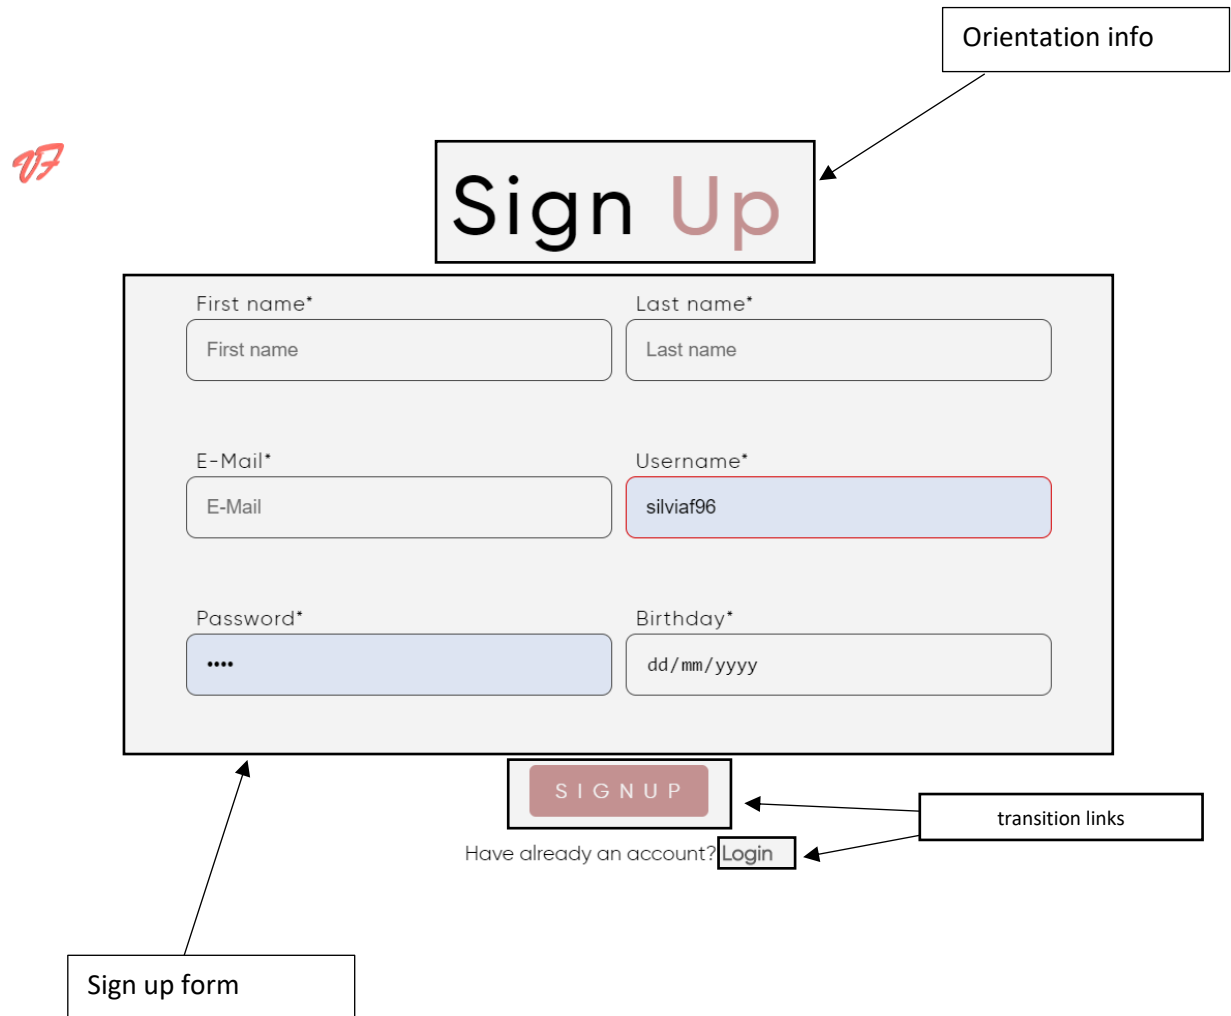 Orientation info
VF
Sign Up
First name* Last name*
First name Last name
E-Mail* Username*
E-Mail silviaf96
Password* Birthday*
•••• dd/mm/yyyy
SIGNUP
transition links
Have already an account? Login
Sign up form